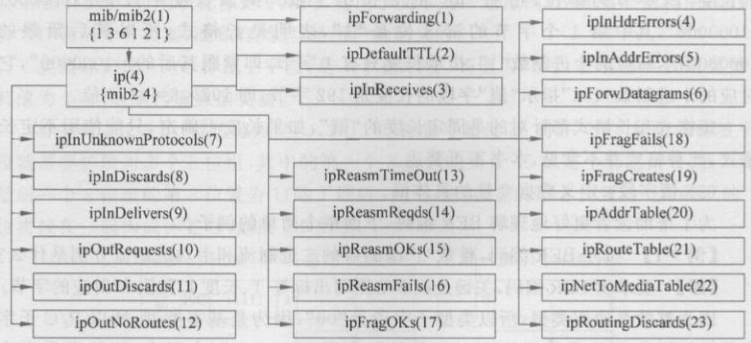 mib/mib2(1)
{1 3 6 1 2 1}
ip(4)
{mib2 4}
ipForwarding(1)
ipDefaultTTL(2)
ipInReceives(3)
ipInHdrErrors(4)
ipInAddrErrors(5)
ipForwDatagrams(6)
ipInUnknownProtocols(7)
ipInDiscards(8)
ipInDelivers(9)
ipOutRequests(10)
ipOutDiscards(11)
ipOutNoRoutes(12)
ipReasmTimeOut(13)
ipReasmReqds(14)
ipReasmOKs(15)
ipReasmFails(16)
ipFragOKs(17)
ipFragFails(18)
ipFragCreates(19)
ipAddrTable(20)
ipRouteTable(21)
ipNetToMediaTable(22)
ipRoutingDiscards(23)